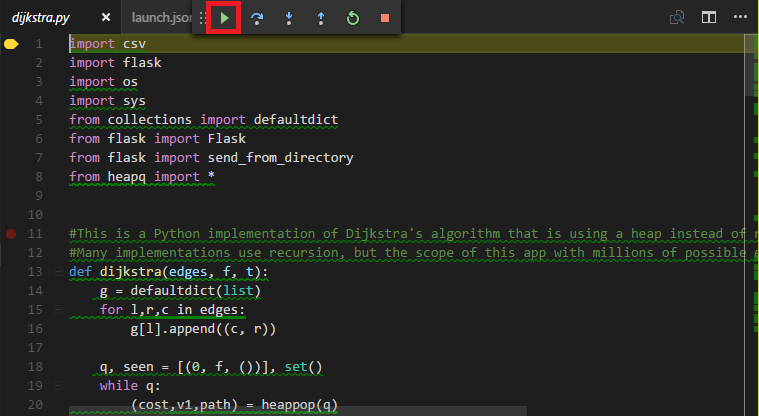 dijkstra.py × launch.json
1 import csv
2 import flask
3 import os
4 import sys
5 from collections import defaultdict
6 from flask import Flask
7 from flask import send_from_directory
8 from heapq import *
9
10
11 #This is a Python implementation of Dijkstra's algorithm that is using a heap instead of
12 #Many implementations use recursion, but the scope of this app with millions of possible
13 def dijkstra(edges, f, t):
14     g = defaultdict(list)
15     for l,r,c in edges:
16         g[l].append((c, r))
17
18     q, seen = [(0, f, ())], set()
19     while q:
20         (cost,v1,path) = heappop(q)